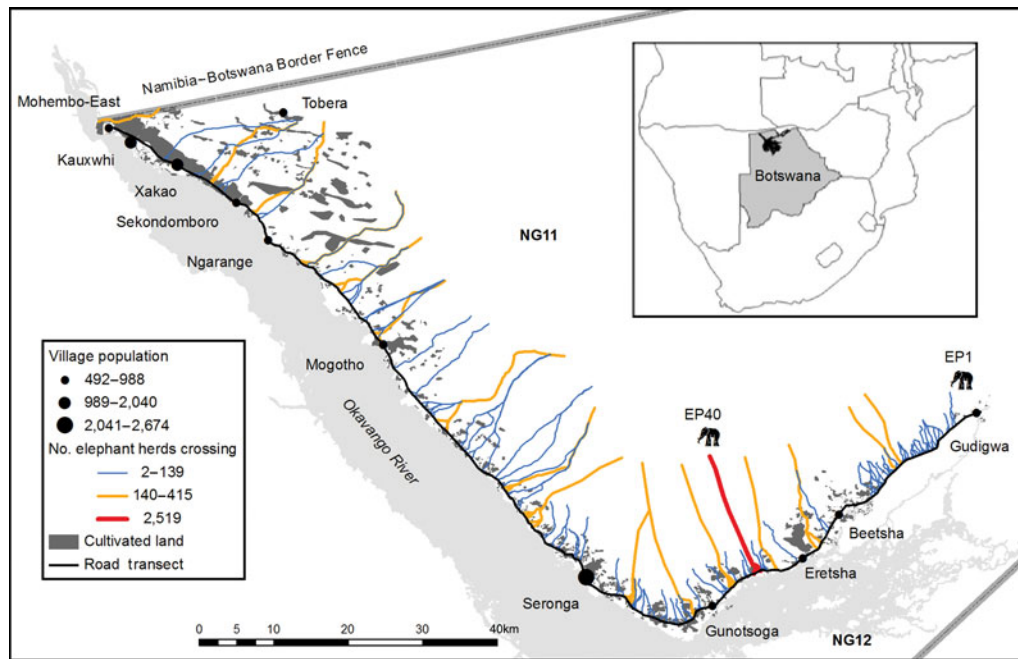 Namibia–Botswana Border Fence
Mohembo-East
Tobera
Kauxwhi
Xakao
Sekondomboro
Ngarange
NG11
Botswana
Mogotho
Okavango River
EP1
EP40
Gudigwa
Beetsha
Eretsha
Seronga
Gunotsoga
NG12
Village population
492–988
989–2,040
2,041–2,674
No. elephant herds crossing
2–139
140–415
2,519
Cultivated land
Road transect
0 5 10 20 30 40km